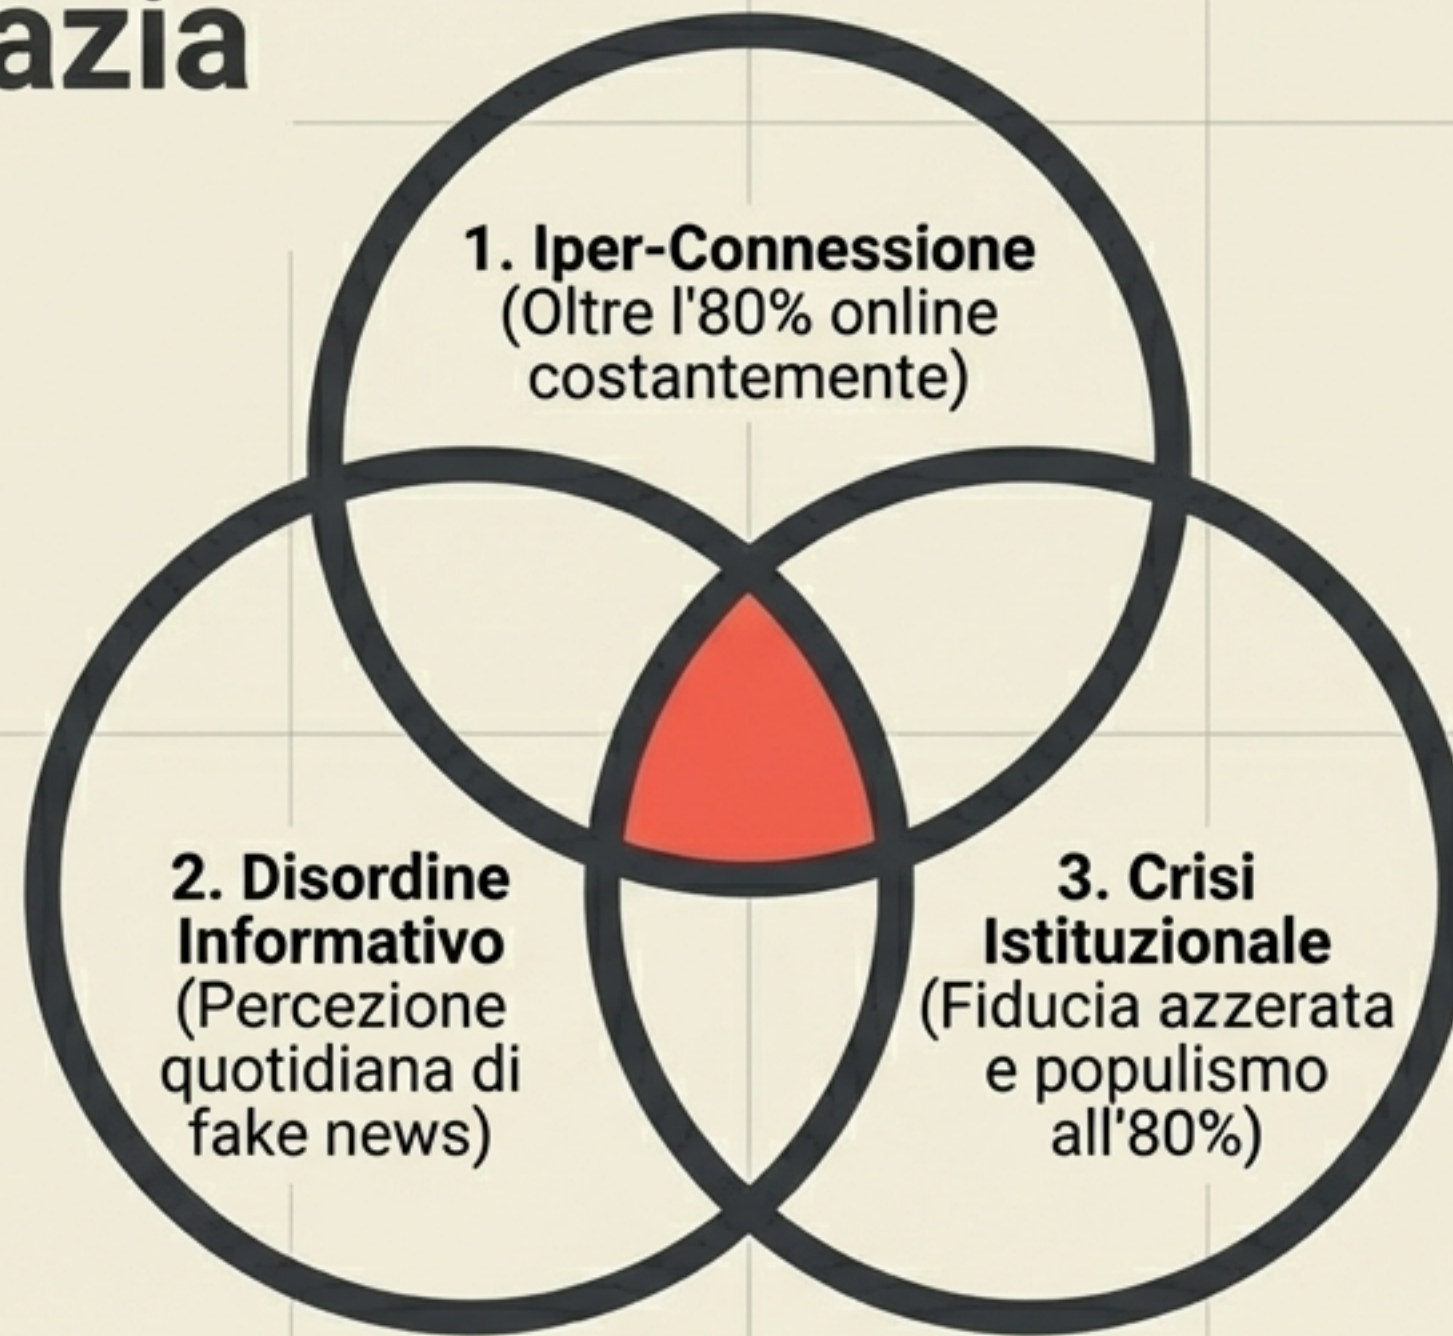 azia
1. Iper-Connessione
(Oltre l'80% online
costantemente)
2. Disordine
Informativo
(Percezione
quotidiana di
fake news)
3. Crisi
Istituzionale
(Fiducia azzerata
e populismo
all'80%)